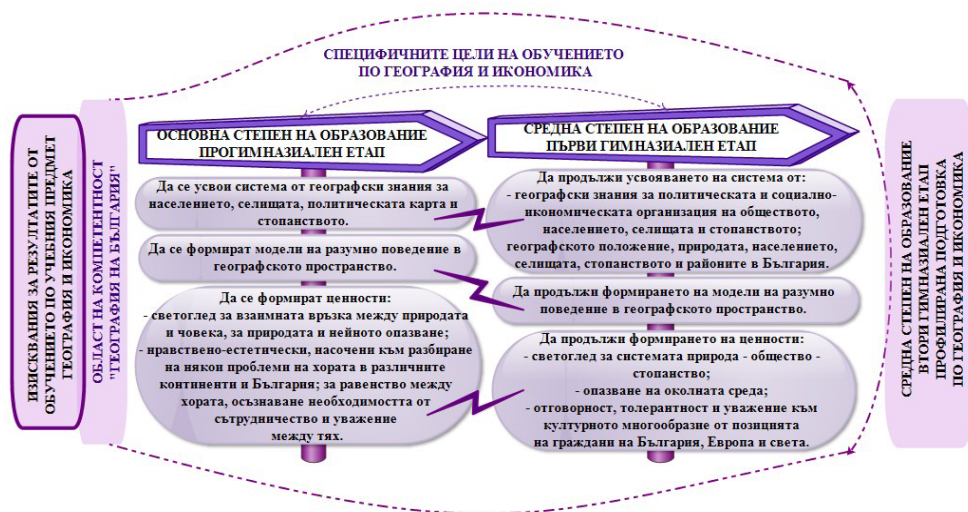 СПЕЦИФИЧНИТЕ ЦЕЛИ НА ОБУЧЕНИЕТО
ПО ГЕОГРАФИЯ И ИКОНОМИКА
ИЗИСКВАНИЯ ЗА РЕЗУЛТАТИТЕ ОТ
ОБУЧЕНИЕТО ПО УЧЕБНИЯ ПРЕДМЕТ
ГЕОГРАФИЯ И ИКОНОМИКА
ОБЛАСТ НА КОМПЕТЕНТНОСТ
"ГЕОГРАФИЯ НА БЪЛГАРИЯ"
ОСНОВНА СТЕПЕН НА ОБРАЗОВАНИЕ
ПРОГИМНАЗИАЛЕН ЕТАП
Да се усвои система от географски знания за
населението, селищата, политическата карта и
стопанството.
Да се формират модели на разумно поведение в
географското пространство.
Да се формират ценности:
- светоглед за взаимната връзка между природата
и човека, за природата и нейното опазване;
- нравствено-естетически, насочени към разбиране
на някои проблеми на хората в различните
континенти и България; за равенство между
хората, осъзнаване необходимостта от
сътрудничество и уважение
между тях.
СРЕДНА СТЕПЕН НА ОБРАЗОВАНИЕ
ПЪРВИ ГИМНАЗИАЛЕН ЕТАП
Да продължи усвояването на система от:
- географски знания за политическата и социално-
икономическата организация на обществото,
населението, селищата и стопанството;
географското положение, природата, населението,
селищата, стопанството и районите в България.
Да продължи формирането на модели на разумно
поведение в географското пространство.
Да продължи формирането на ценности:
- светоглед за системата природа - общество -
стопанство;
- опазване на околната среда;
- отговорност, толерантност и уважение към
културното многообразие от позицията
на граждани на България, Европа и света.
СРЕДНА СТЕПЕН НА ОБРАЗОВАНИЕ
ВТОРИ ГИМНАЗИАЛЕН ЕТАП
ПРОФИЛИРАНА ПОДГОТОВКА
ПО ГЕОГРАФИЯ И ИКОНОМИКА